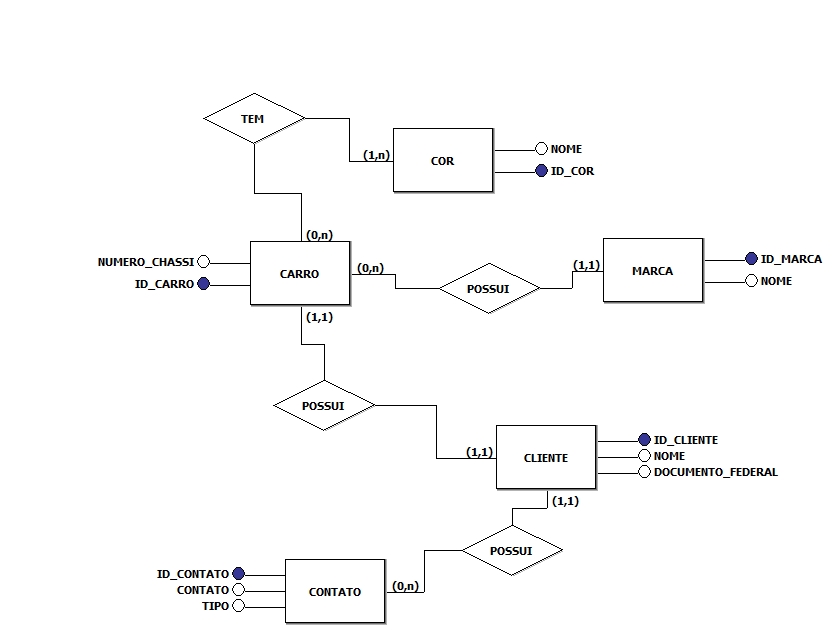 TEM
(1,n)
COR
NOME
ID_COR
(0,n)
NUMERO_CHASSI
ID_CARRO
CARRO
(0,n)
POSSUI
(1,1)
MARCA
ID_MARCA
NOME
(1,1)
POSSUI
(1,1)
CLIENTE
ID_CLIENTE
NOME
DOCUMENTO_FEDERAL
(1,1)
POSSUI
ID_CONTATO
CONTATO
TIPO
CONTATO
(0,n)